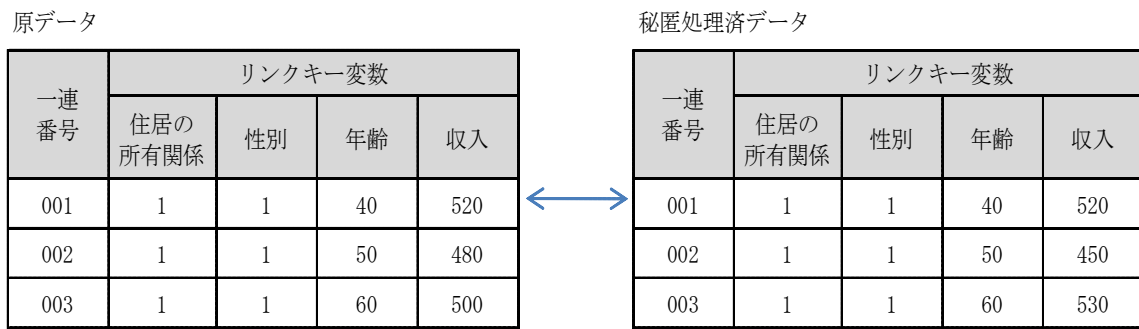 原データ
一連
番号
リンクキー変数
住居の
所有関係
性別
年齢
収入
001 1 1 40 520
002 1 1 50 480
003 1 1 60 500
秘匿処理済データ
一連
番号
リンクキー変数
住居の
所有関係
性別
年齢
収入
001 1 1 40 520
002 1 1 50 450
003 1 1 60 530